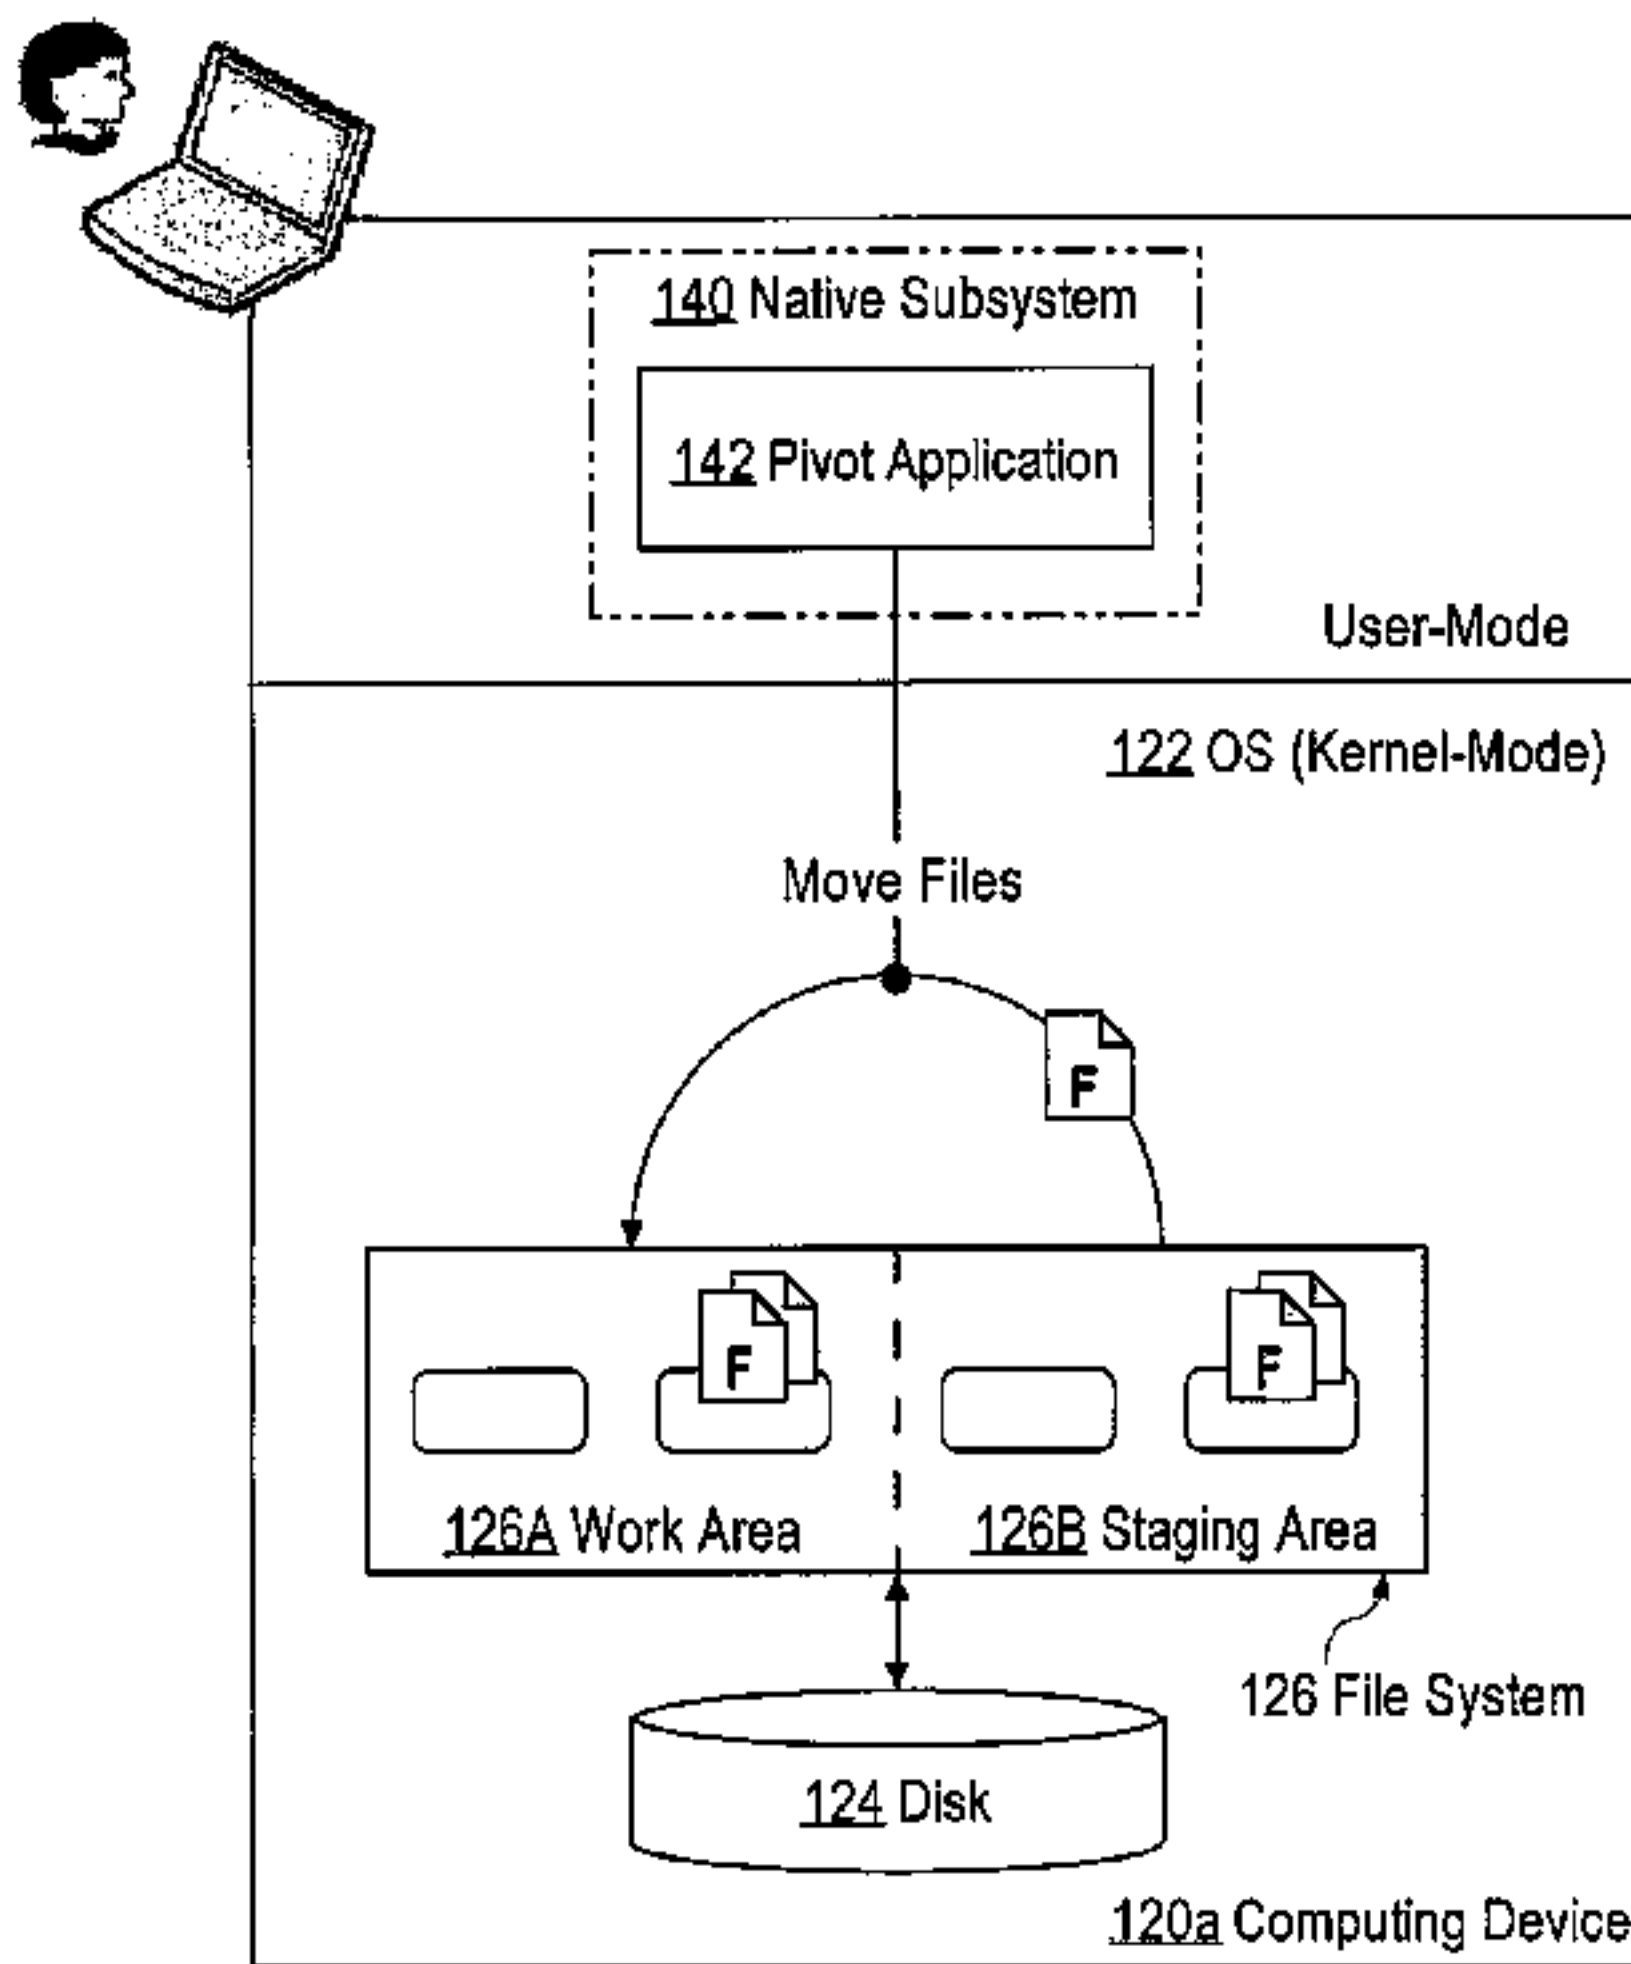 140 Native Subsystem
142 Pivot Application
User-Mode
122 OS (Kernel-Mode)
Move Files
F
F
F
126A Work Area
126B Staging Area
126 File System
124 Disk
120a Computing Device